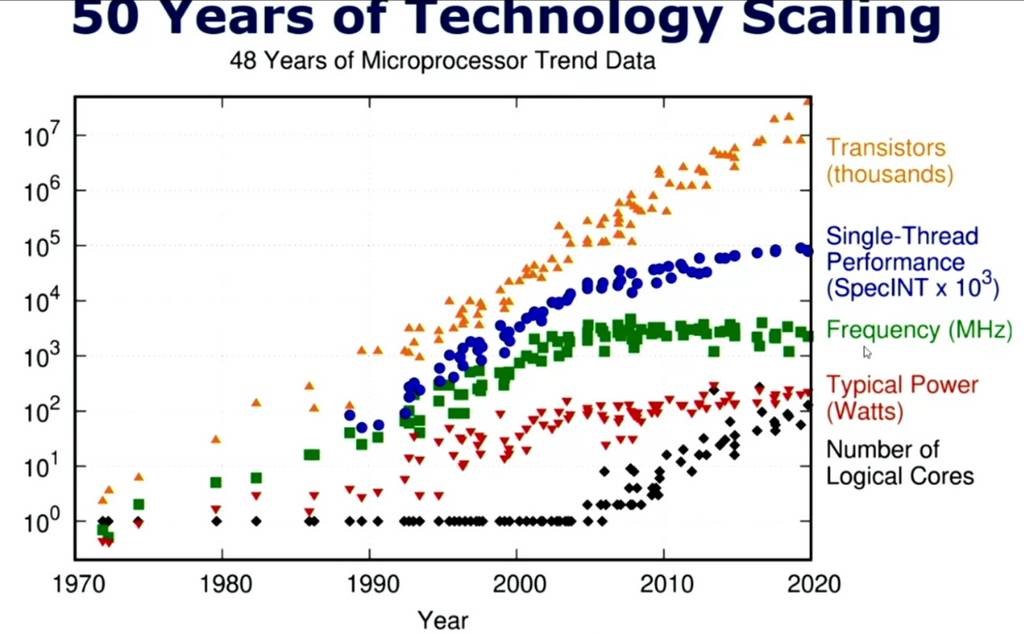 50 Years of Technology Scaling
48 Years of Microprocessor Trend Data
10^7
10^6
10^5
10^4
10^3
10^2
10^1
10^0
Transistors
(thousands)
Single-Thread
Performance
(SpecINT x 10^3)
Frequency (MHz)
Typical Power
(Watts)
Number of
Logical Cores
1970 1980 1990 2000 2010 2020
Year